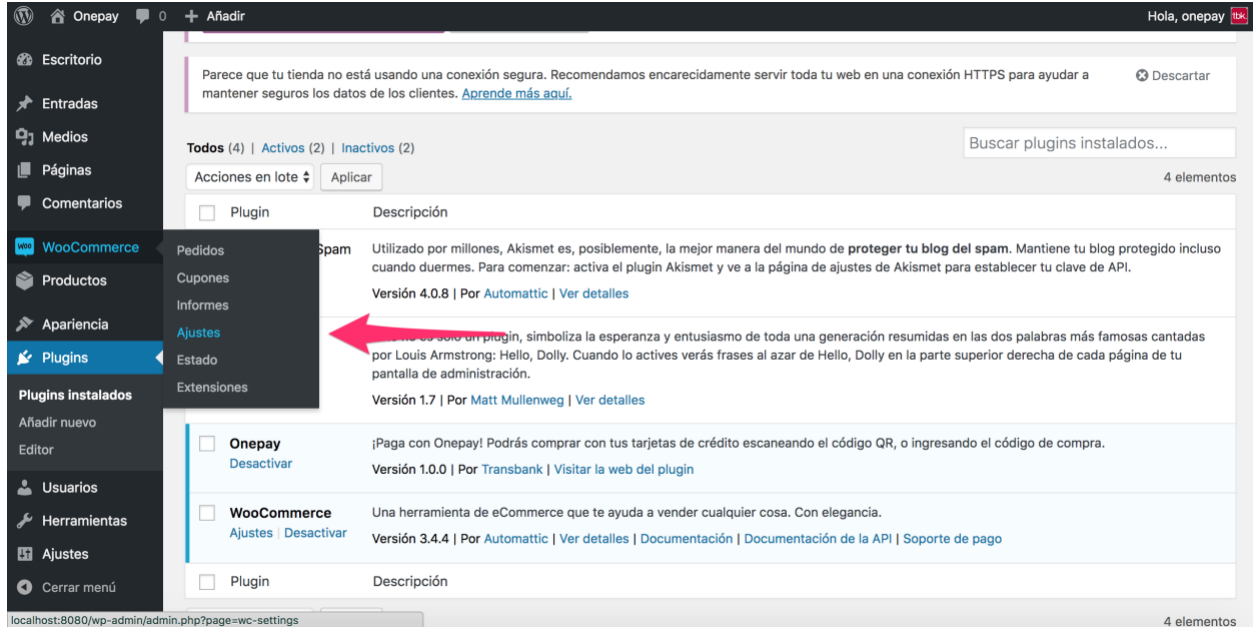 Onepay 0 + Añadir Hola, onepay tbk.
Escritorio
Entradas
Medios
Páginas
Comentarios
WooCommerce
Productos
Apariencia
Plugins
Plugins instalados
Añadir nuevo
Editor
Usuarios
Herramientas
Ajustes
Cerrar menú
Pedidos
Cupones
Informes
Ajustes
Estado
Extensiones
Parece que tu tienda no está usando una conexión segura. Recomendamos encarecidamente servir toda tu web en una conexión HTTPS para ayudar a
mantener seguros los datos de los clientes. Aprende más aquí.
Descartar
Todos (4) | Activos (2) | Inactivos (2)
Buscar plugins instalados...
Acciones en lote Aplicar
4 elementos
Plugin Descripción
Spam
Utilizado por millones, Akismet es, posiblemente, la mejor manera del mundo de proteger tu blog del spam. Mantiene tu blog protegido incluso
cuando duermes. Para comenzar: activa el plugin Akismet y ve a la página de ajustes de Akismet para establecer tu clave de API.
Versión 4.0.8 | Por Automattic | Ver detalles
plugin, simboliza la esperanza y entusiasmo de toda una generación resumidas en las dos palabras más famosas cantadas
por Louis Armstrong: Hello, Dolly. Cuando lo actives verás frases al azar de Hello, Dolly en la parte superior derecha de cada página de tu
pantalla de administración.
Versión 1.7 | Por Matt Mullenweg | Ver detalles
Onepay
Desactivar
¡Paga con Onepay! Podrás comprar con tus tarjetas de crédito escaneando el código QR, o ingresando el código de compra.
Versión 1.0.0 | Por Transbank | Visitar la web del plugin
WooCommerce
Ajustes | Desactivar
Una herramienta de eCommerce que te ayuda a vender cualquier cosa. Con elegancia.
Versión 3.4.4 | Por Automattic | Ver detalles | Documentación | Documentación de la API | Soporte de pago
Plugin Descripción
4 elementos
localhost:8080/wp-admin/admin.php?page=wc-settings